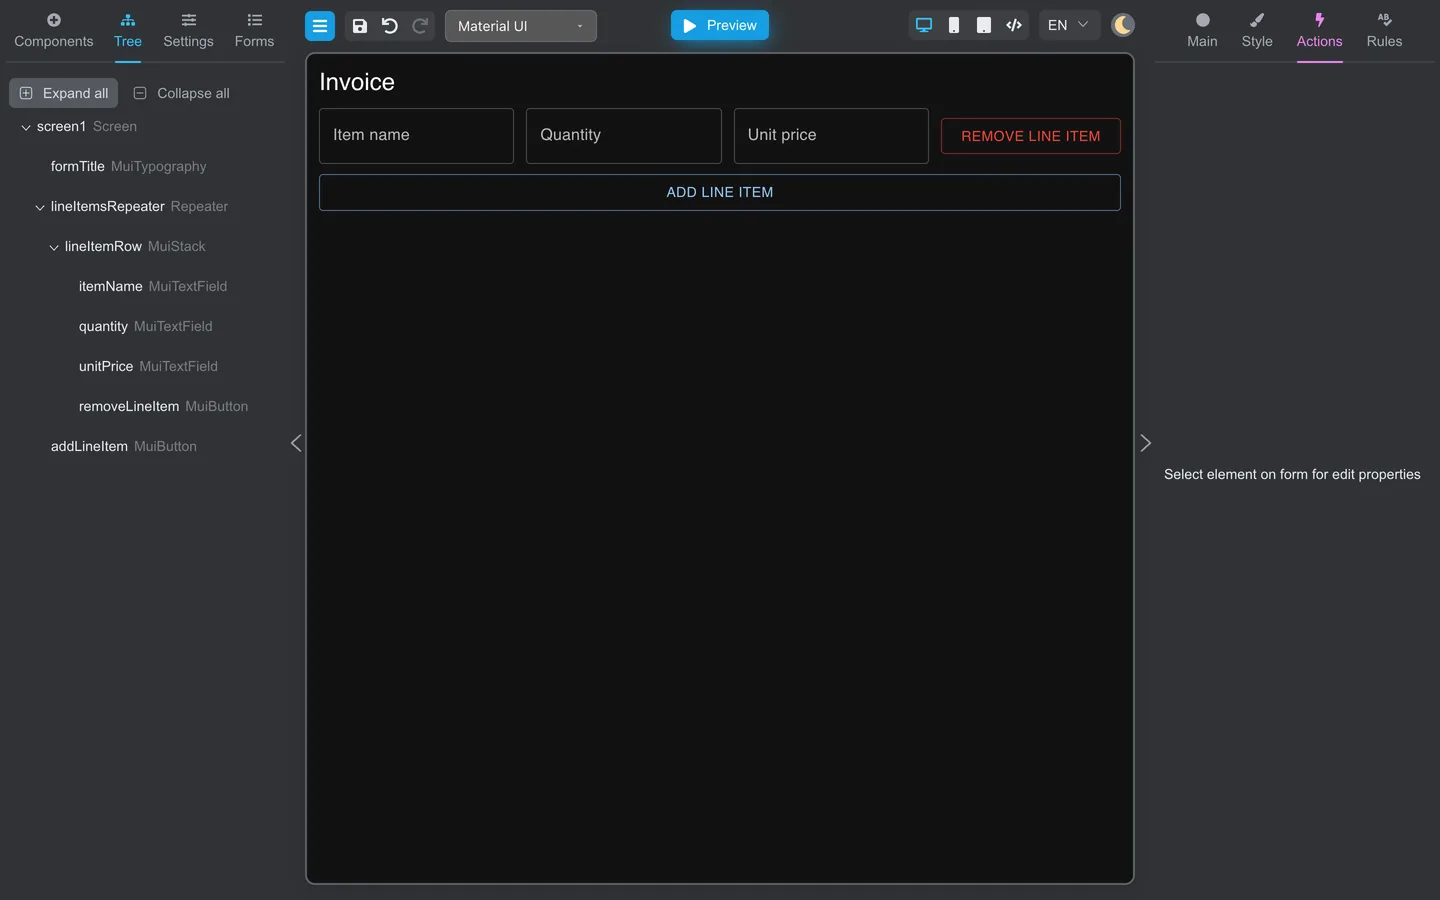 Components Tree Settings Forms
Material UI
Preview
EN
Main Style Actions Rules
Expand all Collapse all
screen1 Screen
formTitle MuiTypography
lineItemsRepeater Repeater
lineItemRow MuiStack
itemName MuiTextField
quantity MuiTextField
unitPrice MuiTextField
removeLineItem MuiButton
addLineItem MuiButton
Invoice
Item name Quantity Unit price REMOVE LINE ITEM
ADD LINE ITEM
Select element on form for edit properties